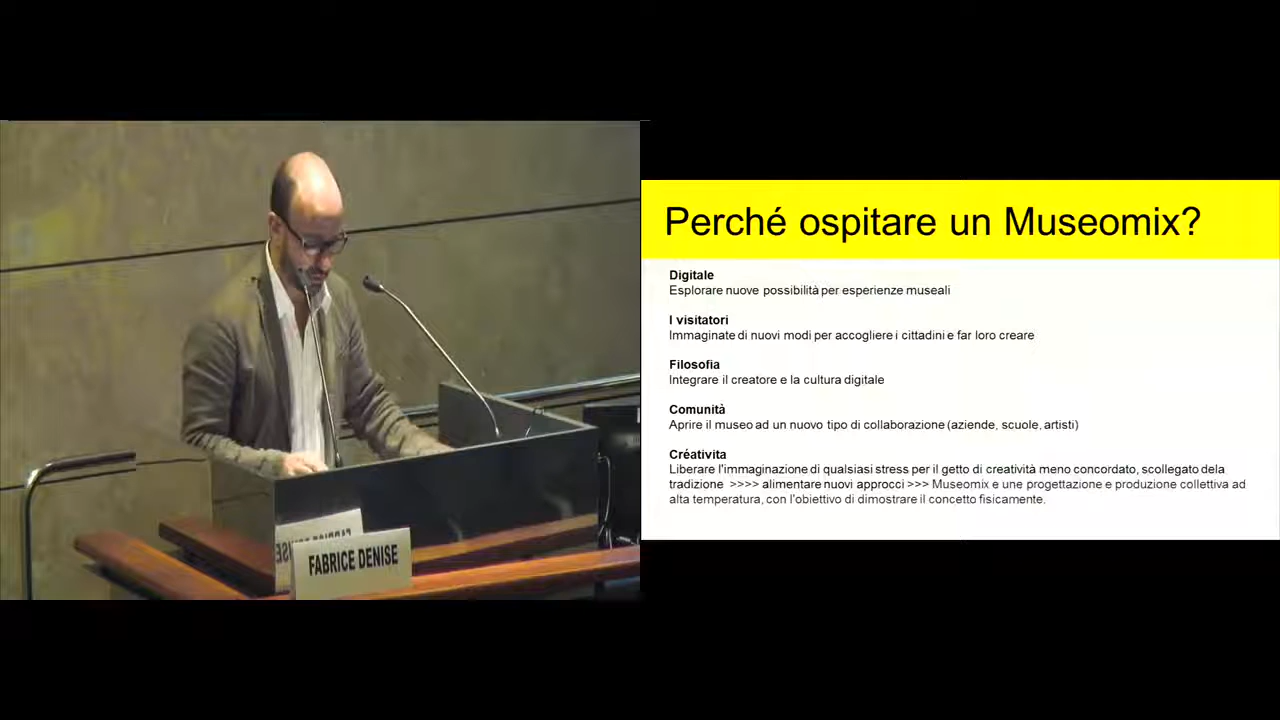 FABRICE DENISE
Perché ospitare un Museomix?
Digitale
Esplorare nuove possibilità per esperienze museali
I visitatori
Immaginate di nuovi modi per accogliere i cittadini e far loro creare
Filosofia
Integrare il creatore e la cultura digitale
Comunità
Aprire il museo ad un nuovo tipo di collaborazione (aziende, scuole, artisti)
Créativita
Liberare l'immaginazione di qualsiasi stress per il getto di creatività meno concordato, scollegato dela
tradizione >>>> alimentare nuovi approcci >>> Museomix e une progettazione e produzione collettiva ad
alta temperatura, con l'obiettivo di dimostrare il concetto fisicamente.